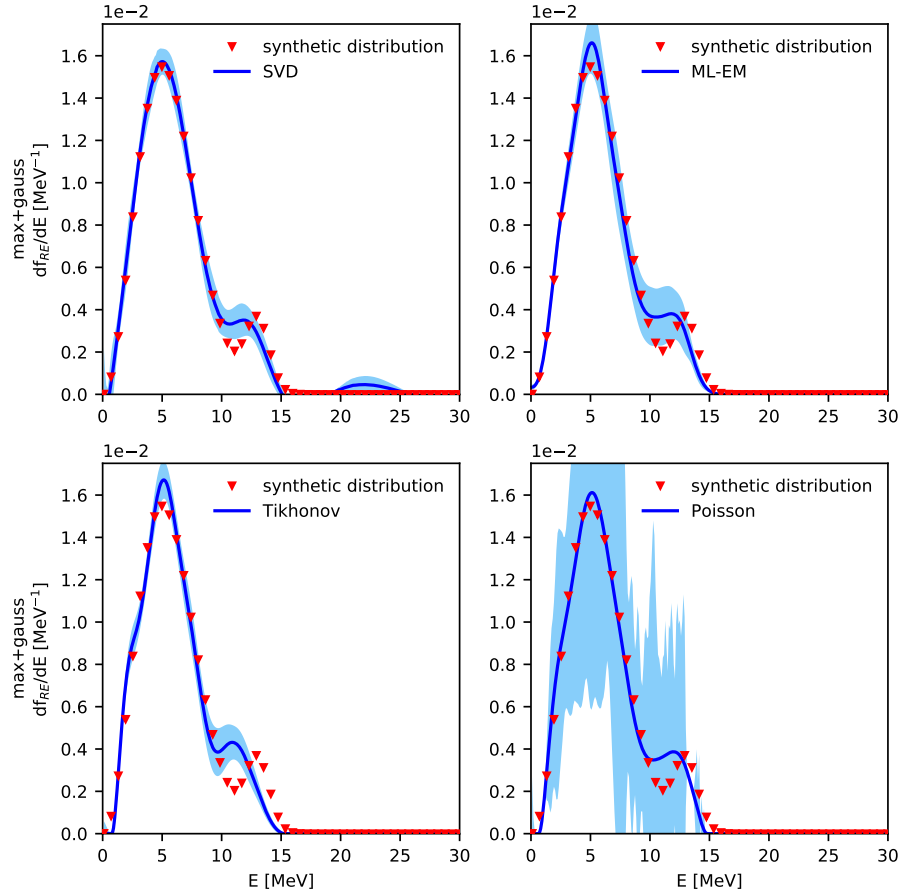 1e-2
1.6
1.4
1.2
1.0
0.8
0.6
0.4
0.2
0.0
max+gauss
df_{RE}/dE [MeV⁻¹]
synthetic distribution
SVD
0 5 10 15 20 25 30
1e-2
1.6
1.4
1.2
1.0
0.8
0.6
0.4
0.2
0.0
synthetic distribution
ML-EM
0 5 10 15 20 25 30
1e-2
1.6
1.4
1.2
1.0
0.8
0.6
0.4
0.2
0.0
max+gauss
df_{RE}/dE [MeV⁻¹]
synthetic distribution
Tikhonov
0 5 10 15 20 25 30
E [MeV]
1e-2
1.6
1.4
1.2
1.0
0.8
0.6
0.4
0.2
0.0
synthetic distribution
Poisson
0 5 10 15 20 25 30
E [MeV]